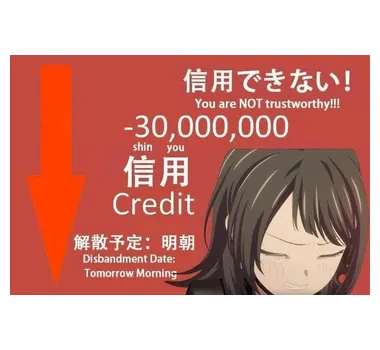 信用できない!
You are NOT trustworthy!!!
-30,000,000
shin you
信用
Credit
解散予定: 明朝
Disbandment Date:
Tomorrow Morning